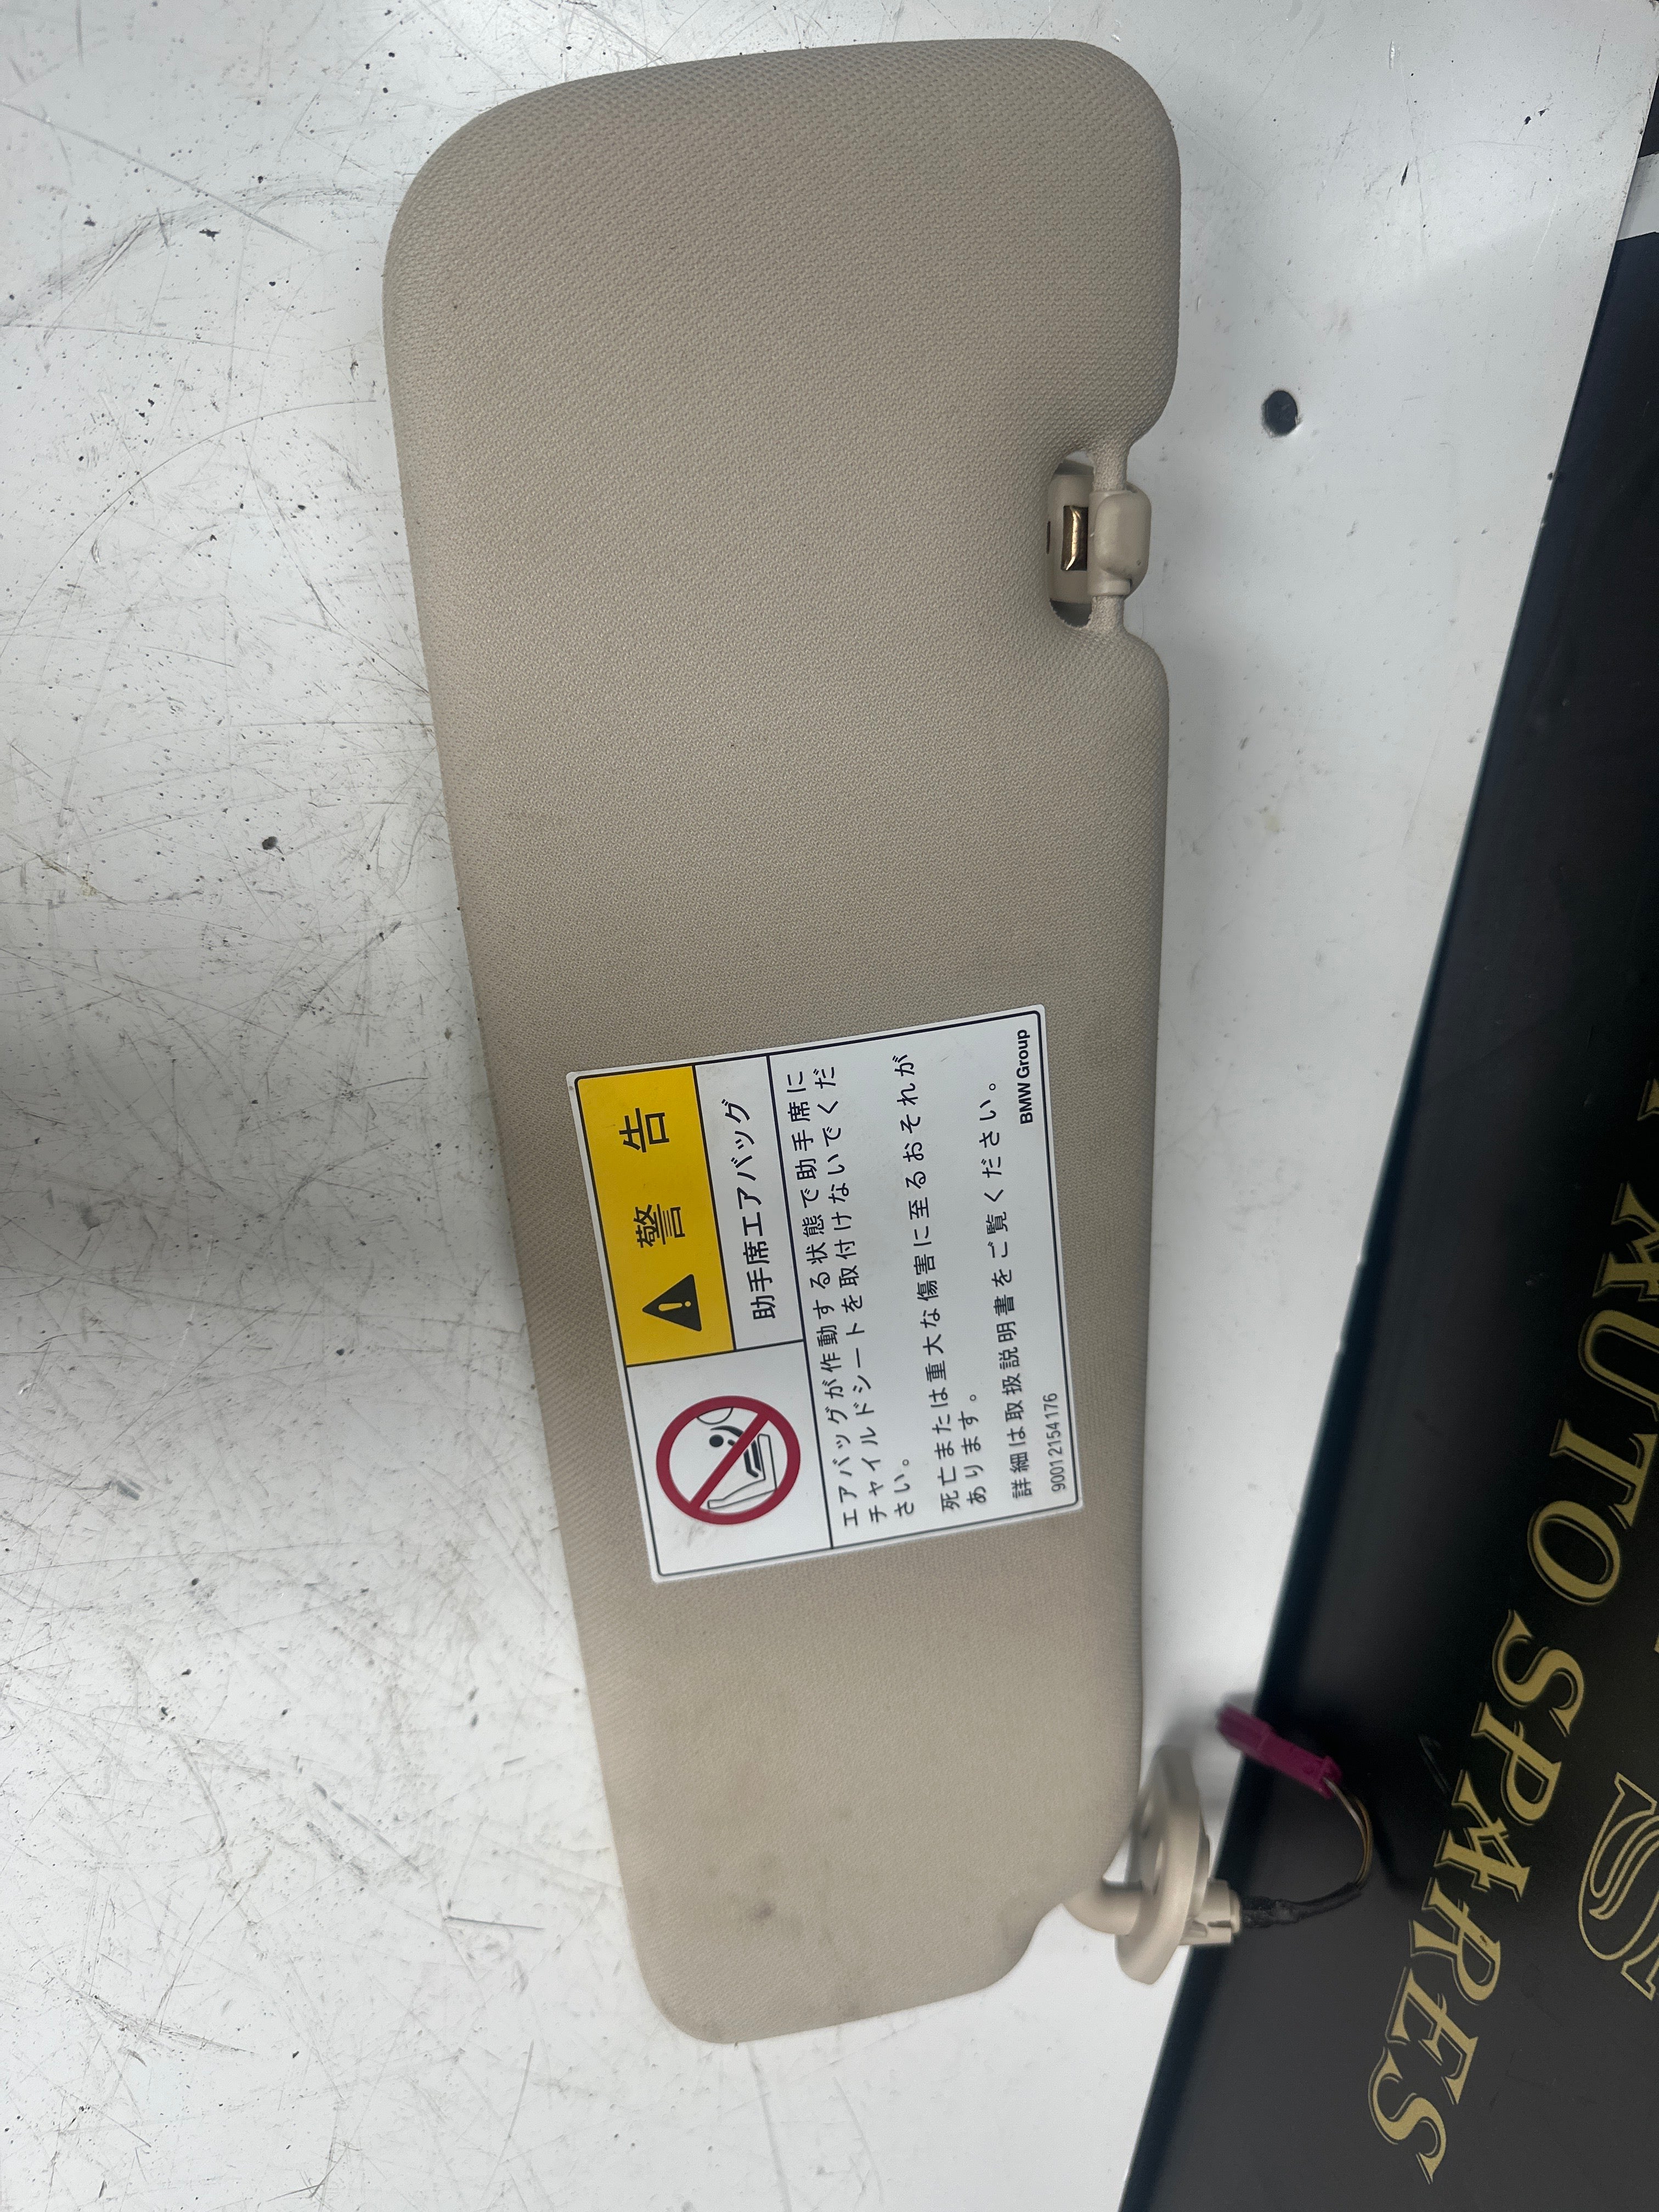 警 告
助手席エアバッグ
エアバッグが作動する状態で助手席に
チャイルドシートを取付けないでくだ
さい。
死亡または重大な傷害に至るおそれが
あります。
詳細は取扱説明書をご覧ください。
90012154176
BMW Group
AUTO SPARES